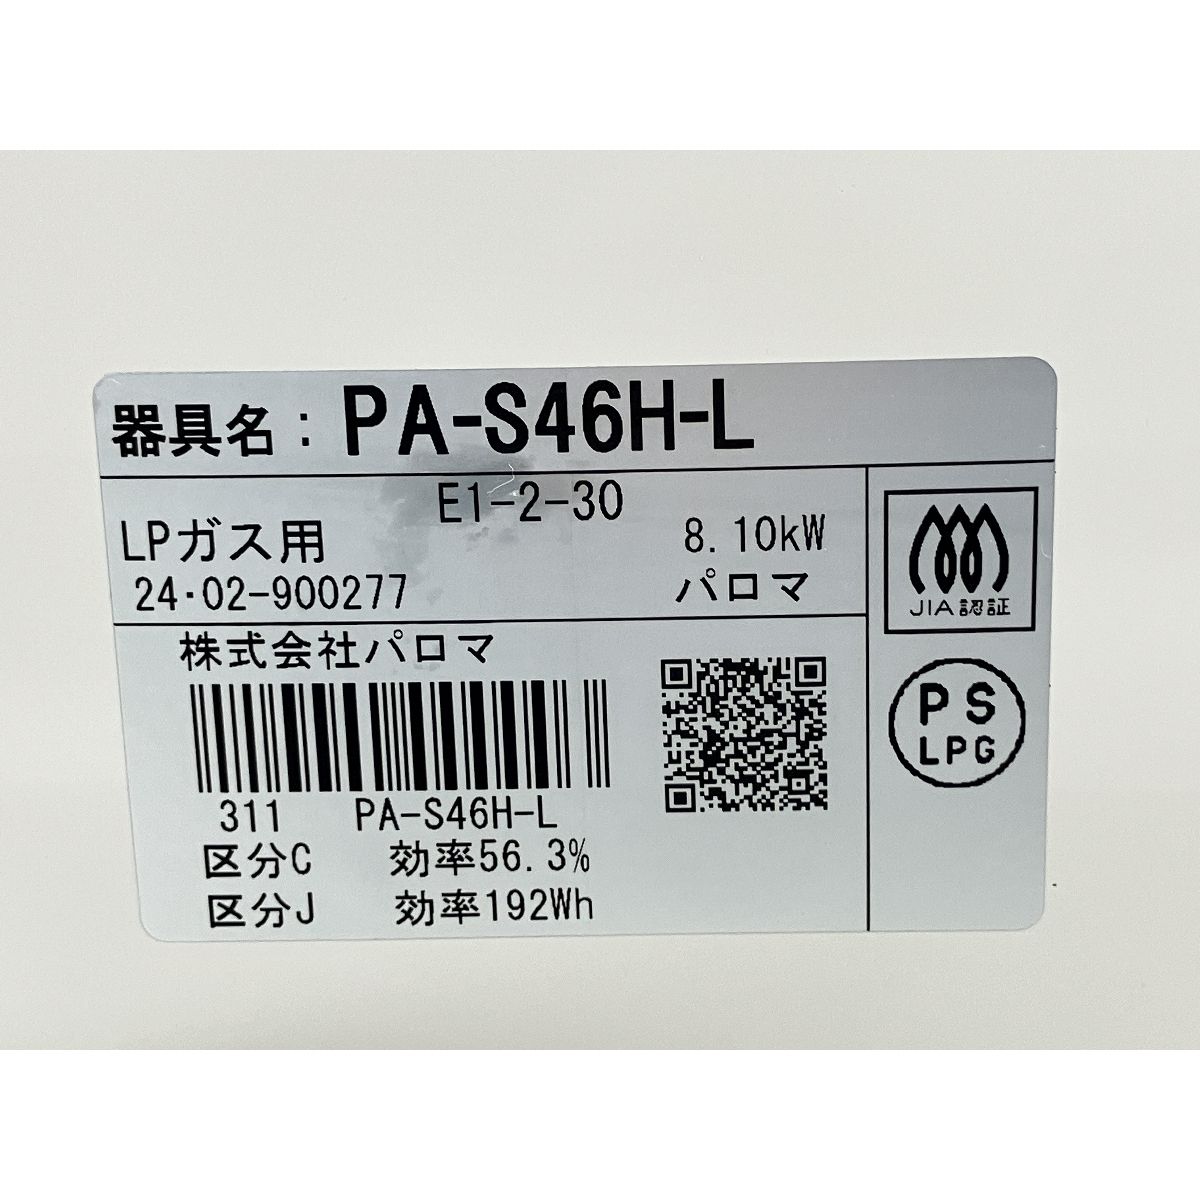 器具名：PA-S46H-L
E1-2-30
LPガス用 8.10kW
24・02-900277 パロマ
JIA認証
株式会社パロマ
PS
LPG
311 PA-S46H-L
区分C 効率56.3%
区分J 効率192Wh